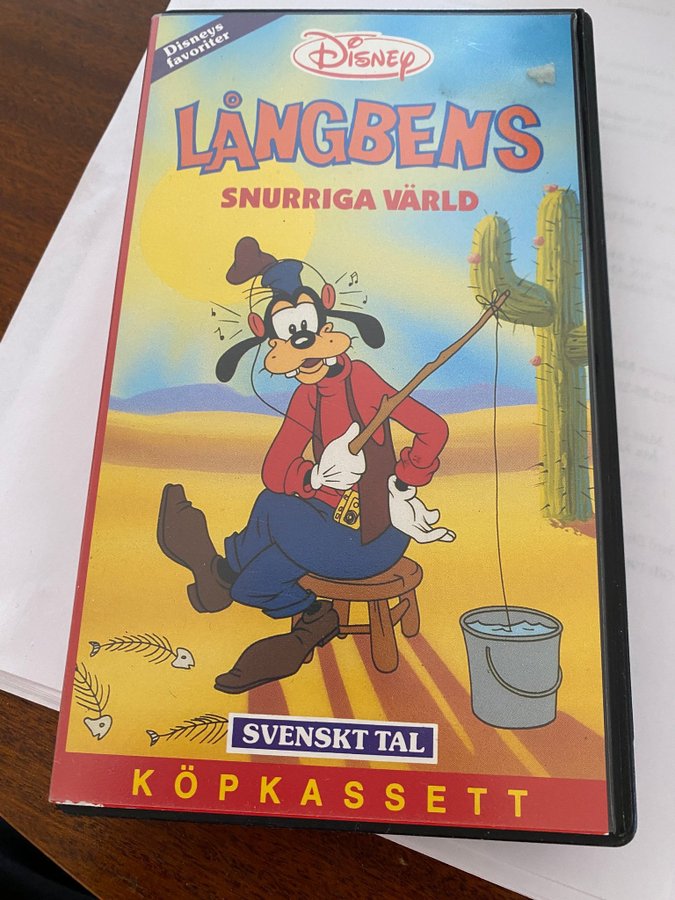 Disneys
favoriter
Disney
LÅNGBENS
SNURRIGA VÄRLD
SVENSKT TAL
KÖPKASSETT